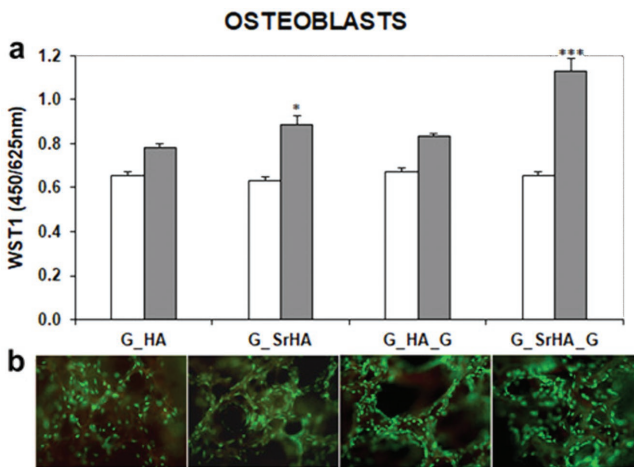 OSTEOBLASTS
a
WST1 (450/625nm)
1.2
1.0
0.8
0.6
0.4
0.2
0.0
*
***
G_HA G_SrHA G_HA_G G_SrHA_G
b